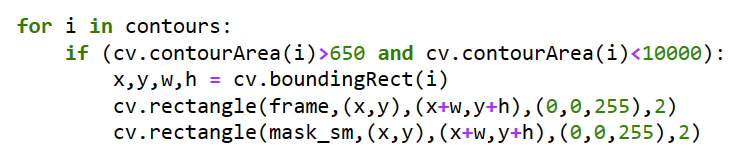 for i in contours:
    if (cv.contourArea(i)>650 and cv.contourArea(i)<10000):
        x,y,w,h = cv.boundingRect(i)
        cv.rectangle(frame,(x,y),(x+w,y+h),(0,0,255),2)
        cv.rectangle(mask_sm,(x,y),(x+w,y+h),(0,0,255),2)